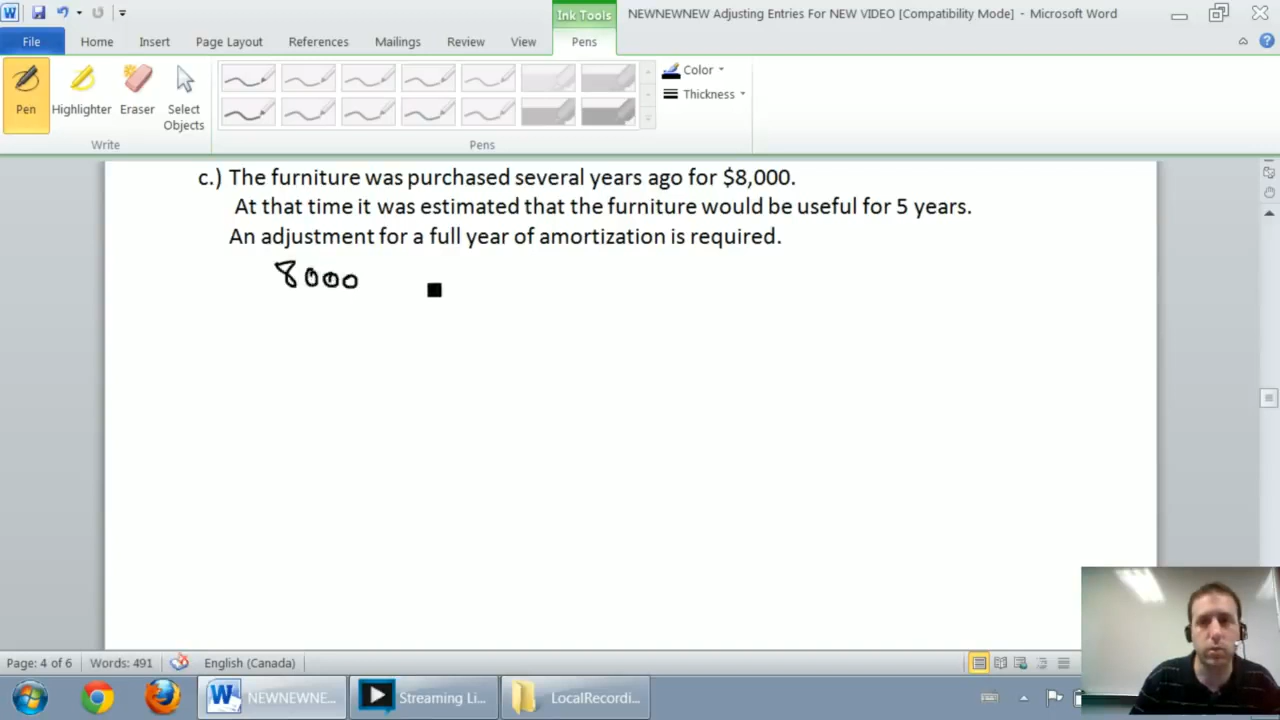 Ink Tools
NEWNEWNEW Adjusting Entries For NEW VIDEO [Compatibility Mode] - Microsoft Word
File Home Insert Page Layout References Mailings Review View Pens
Pen Highlighter Eraser Select Objects
Color
Thickness
Write Pens
c.) The furniture was purchased several years ago for $8,000.
At that time it was estimated that the furniture would be useful for 5 years.
An adjustment for a full year of amortization is required.
8000
Page: 4 of 6 Words: 491 English (Canada)
NEWNEWNE... Streaming Li... LocalRecordi...